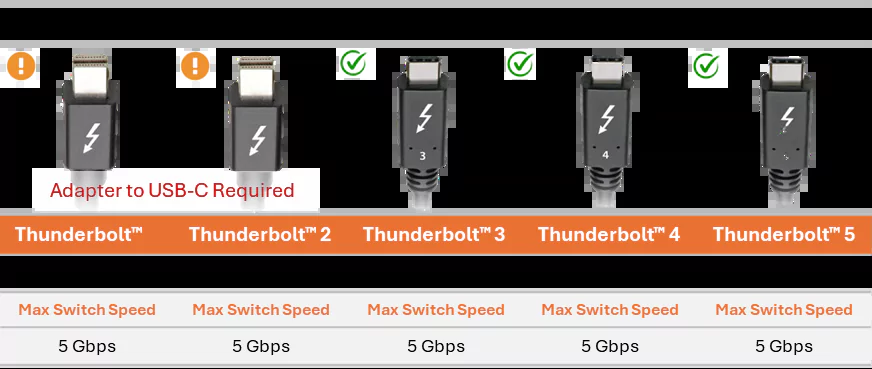 ! ! 
3 4
Adapter to USB-C Required
Thunderbolt™ Thunderbolt™ 2 Thunderbolt™ 3 Thunderbolt™ 4 Thunderbolt™ 5
Max Switch Speed Max Switch Speed Max Switch Speed Max Switch Speed Max Switch Speed
5 Gbps 5 Gbps 5 Gbps 5 Gbps 5 Gbps